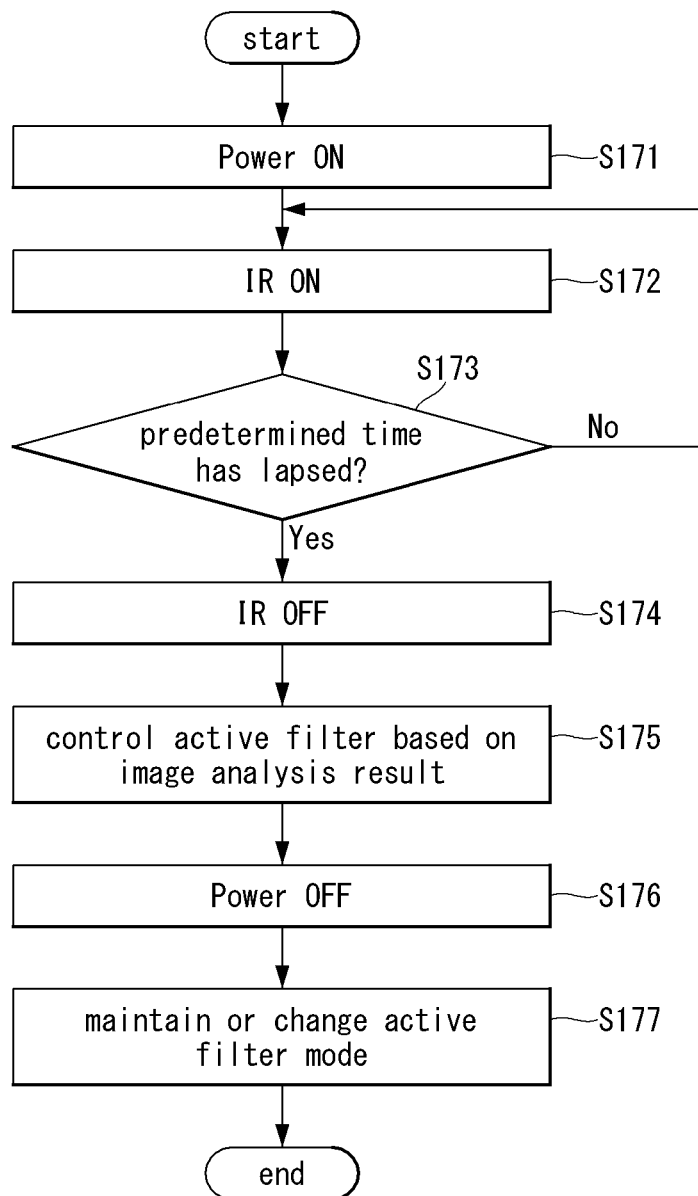 start
Power ON
S171
IR ON
S172
S173
predetermined time
has lapsed?
No
Yes
IR OFF
S174
control active filter based on
image analysis result
S175
Power OFF
S176
maintain or change active
filter mode
S177
end